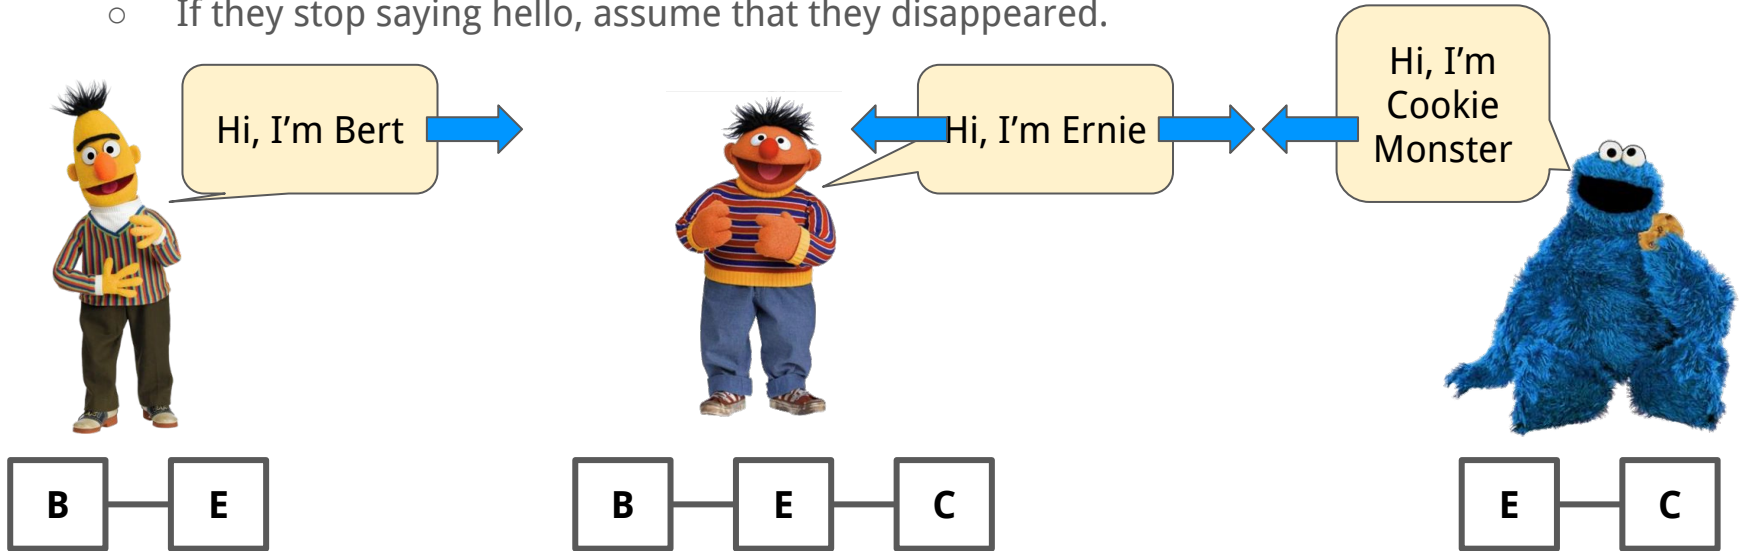 ○ If they stop saying hello, assume that they disappeared.
Hi, I’m Bert
Hi, I’m Ernie
Hi, I’m
Cookie
Monster
B E
B E C
E C